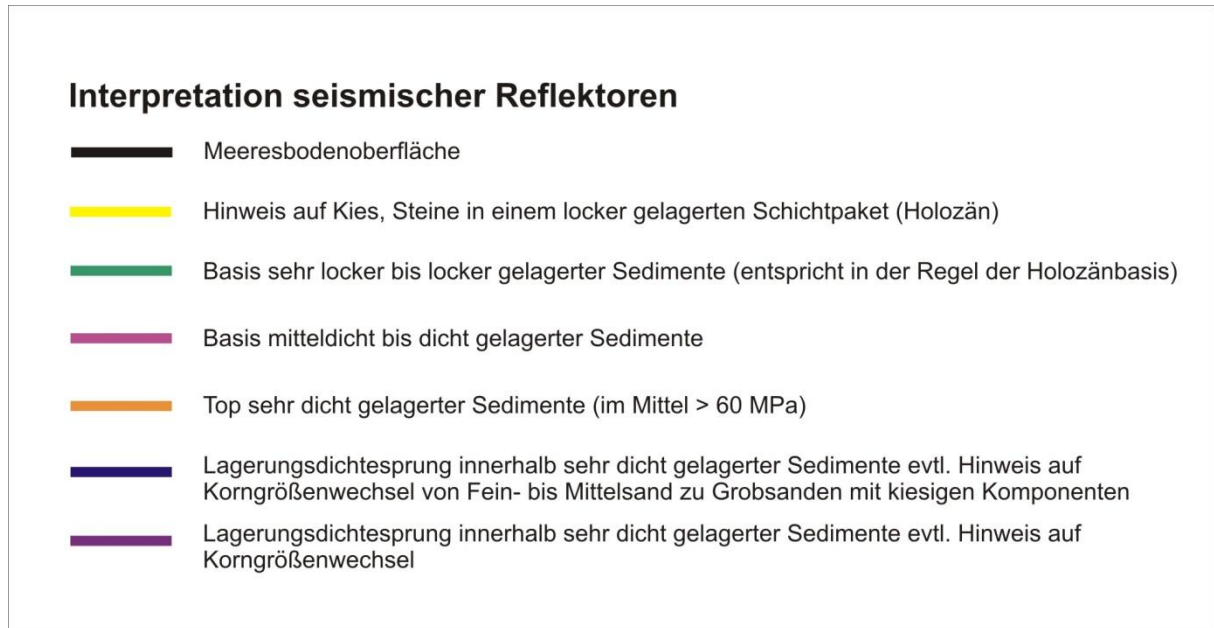 Interpretation seismischer Reflektoren
Meeresbodenoberfläche
Hinweis auf Kies, Steine in einem locker gelagerten Schichtpaket (Holozän)
Basis sehr locker bis locker gelagerter Sedimente (entspricht in der Regel der Holozänbasis)
Basis mitteldicht bis dicht gelagerter Sedimente
Top sehr dicht gelagerter Sedimente (im Mittel > 60 MPa)
Lagerungsdichtesprung innerhalb sehr dicht gelagerter Sedimente evtl. Hinweis auf
Korngrößenwechsel von Fein- bis Mittelsand zu Grobsanden mit kiesigen Komponenten
Lagerungsdichtesprung innerhalb sehr dicht gelagerter Sedimente evtl. Hinweis auf
Korngrößenwechsel